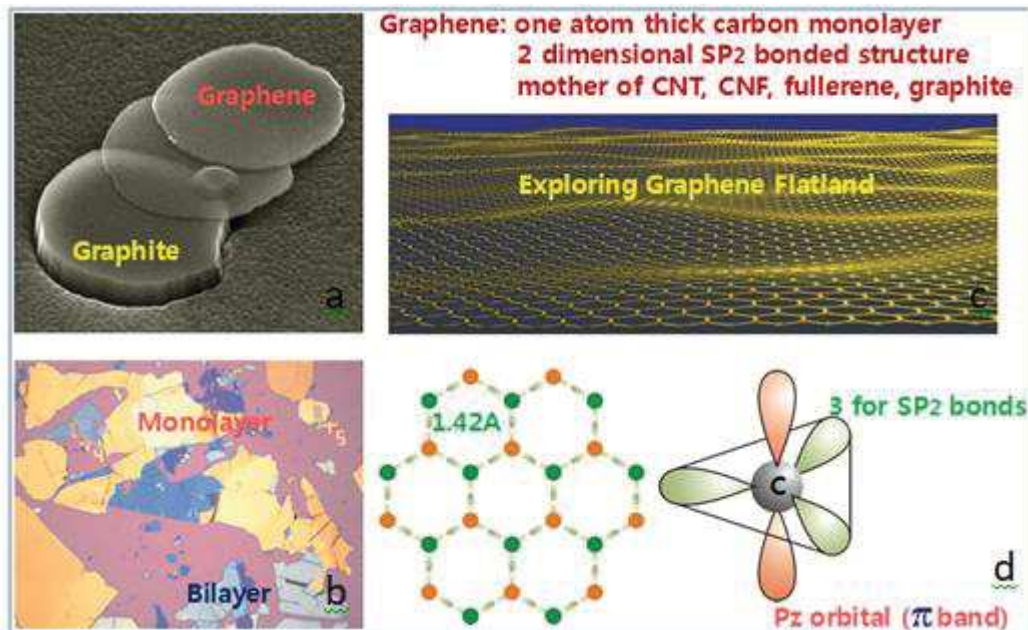 Graphene: one atom thick carbon monolayer
2 dimensional SP2 bonded structure
mother of CNT, CNF, fullerene, graphite
Graphene
Graphite
a
Exploring Graphene Flatland
c
Monolayer
Bilayer
b
1.42A
3 for SP2 bonds
C
d
Pz orbital (π band)